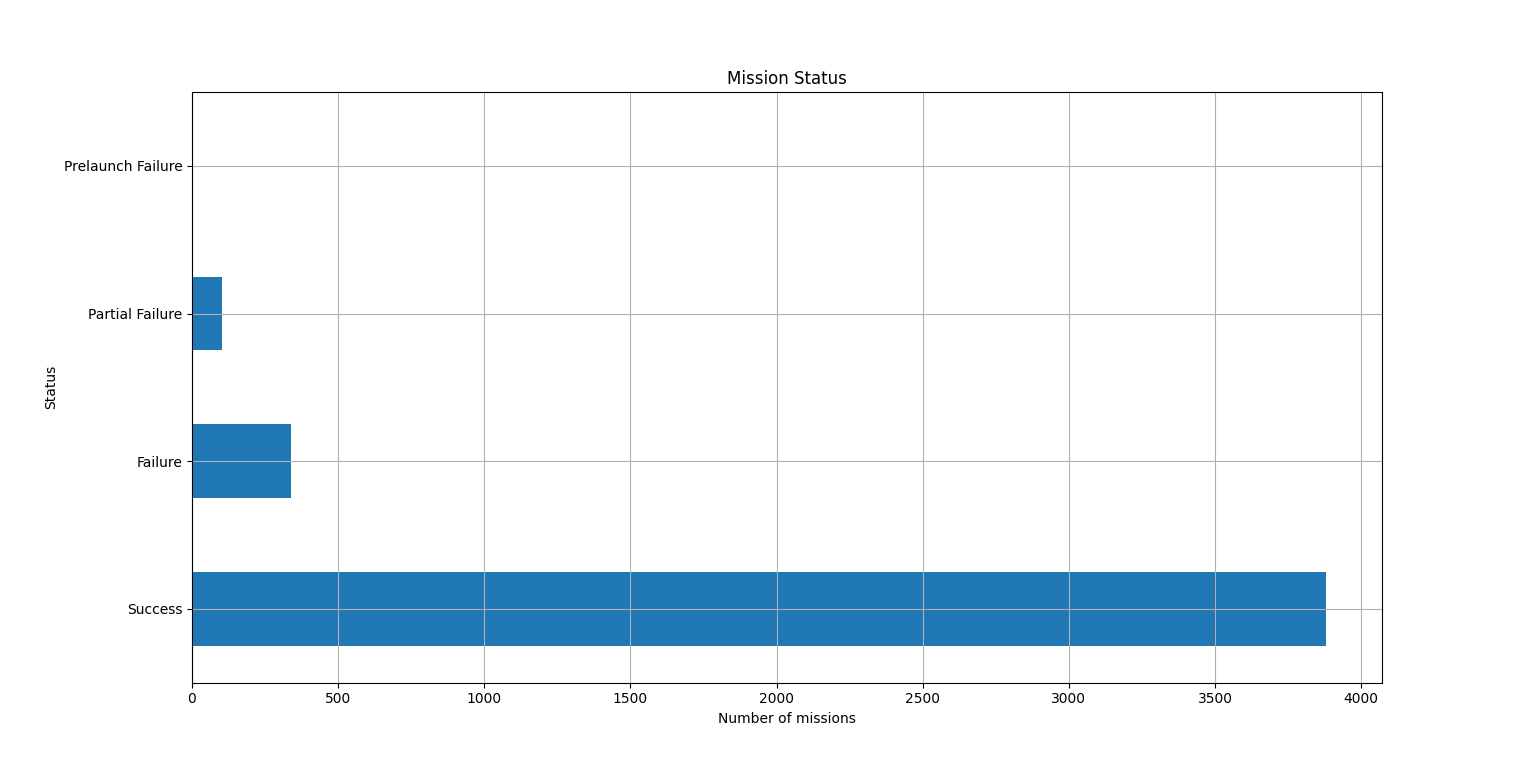 Mission Status
Prelaunch Failure
Partial Failure
Failure
Success
Status
0 500 1000 1500 2000 2500 3000 3500 4000
Number of missions